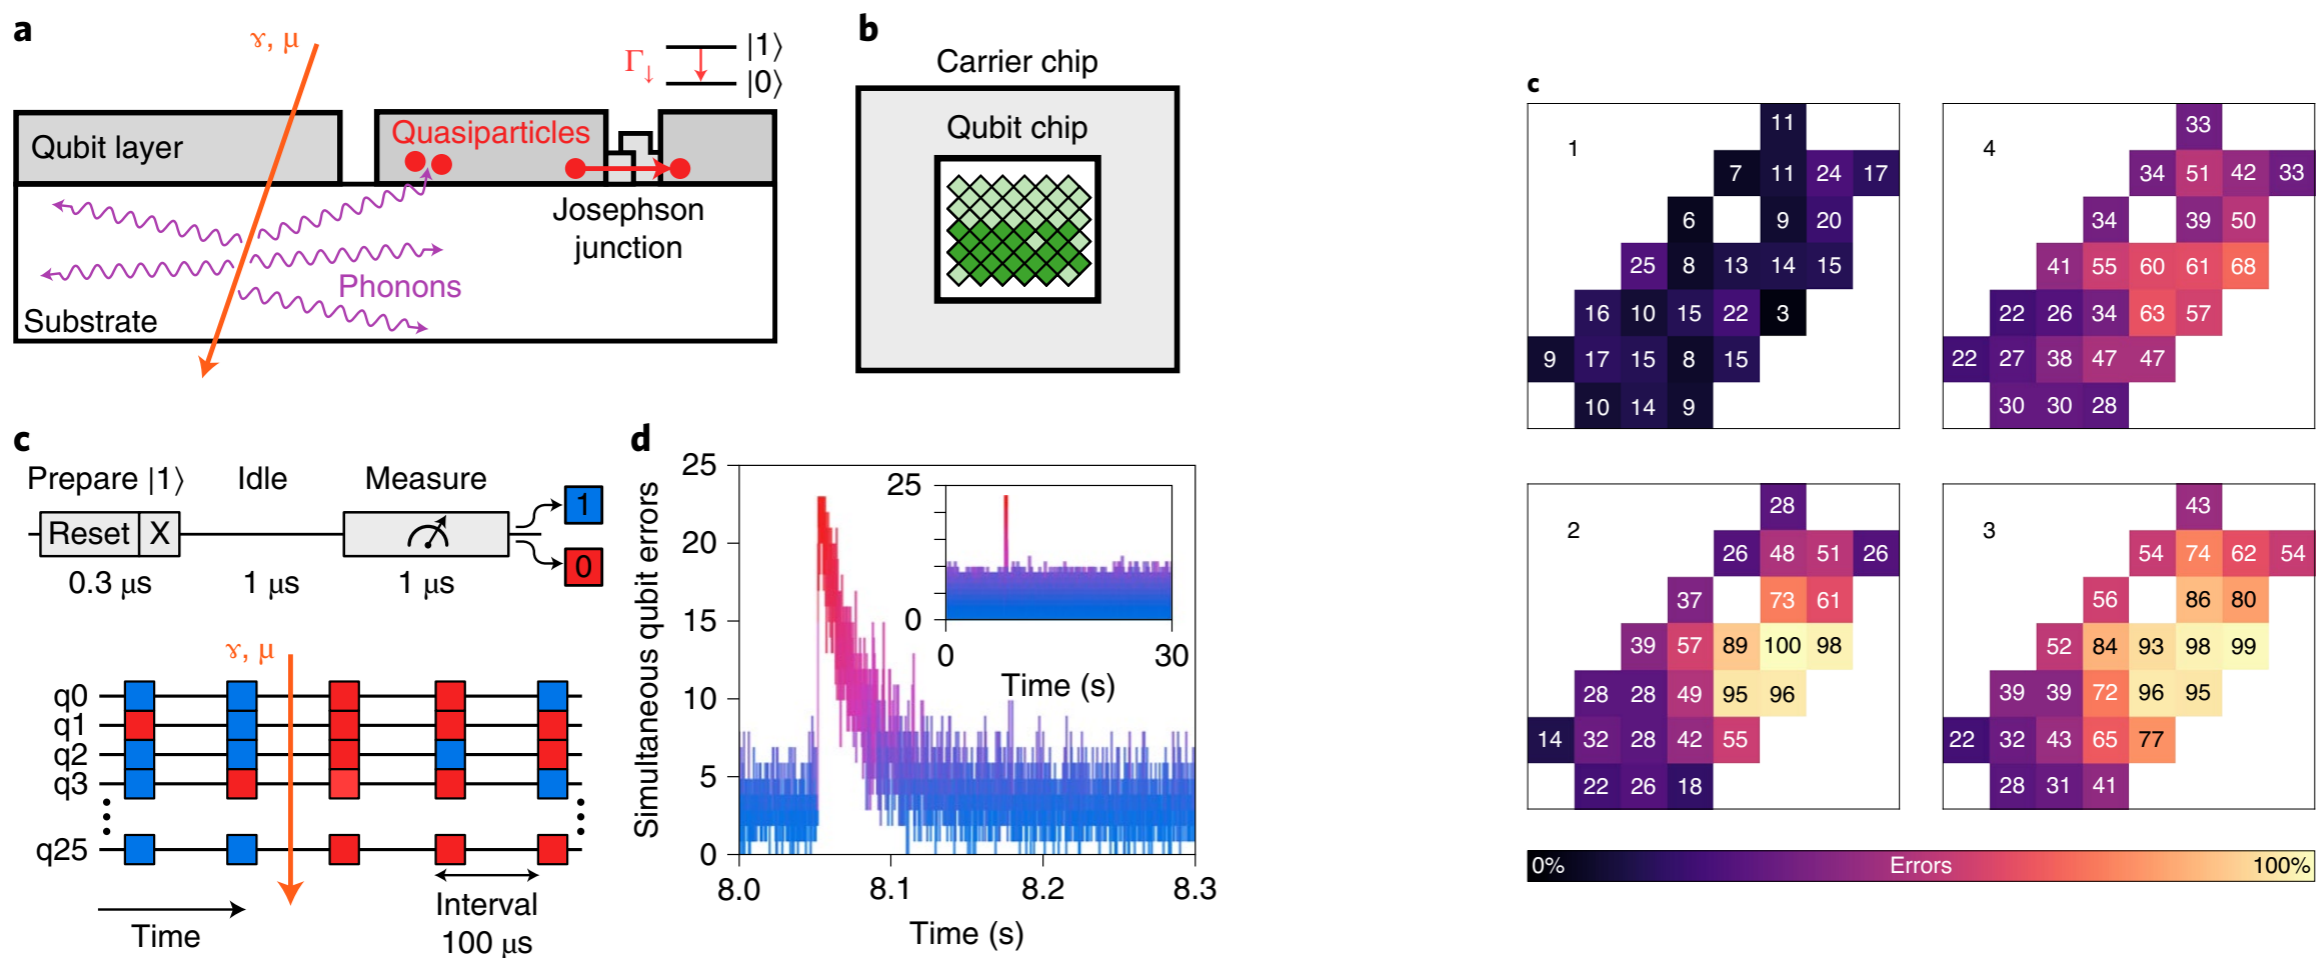 a
ɤ, μ
Γ↓
|1⟩
|0⟩
Qubit layer
Quasiparticles
Josephson
junction
Phonons
Substrate
b
Carrier chip
Qubit chip
c
Prepare |1⟩
Idle
Measure
Reset
X
1
0
0.3 μs
1 μs
1 μs
ɤ, μ
q0
q1
q2
q3
q25
Time
Interval
100 μs
d
Simultaneous qubit errors
25
20
15
10
5
0
8.0
8.1
8.2
8.3
Time (s)
25
0
0
30
Time (s)
c
1
11
7 11 24 17
6 9 20
25 8 13 14 15
16 10 15 22 3
9 17 15 8 15
10 14 9
4
33
34 51 42 33
34 39 50
41 55 60 61 68
22 26 34 63 57
22 27 38 47 47
30 30 28
2
28
26 48 51 26
37 73 61
39 57 89 100 98
28 28 49 95 96
14 32 28 42 55
22 26 18
3
43
54 74 62 54
56 86 80
52 84 93 98 99
39 39 72 96 95
22 32 43 65 77
28 31 41
0%
Errors
100%